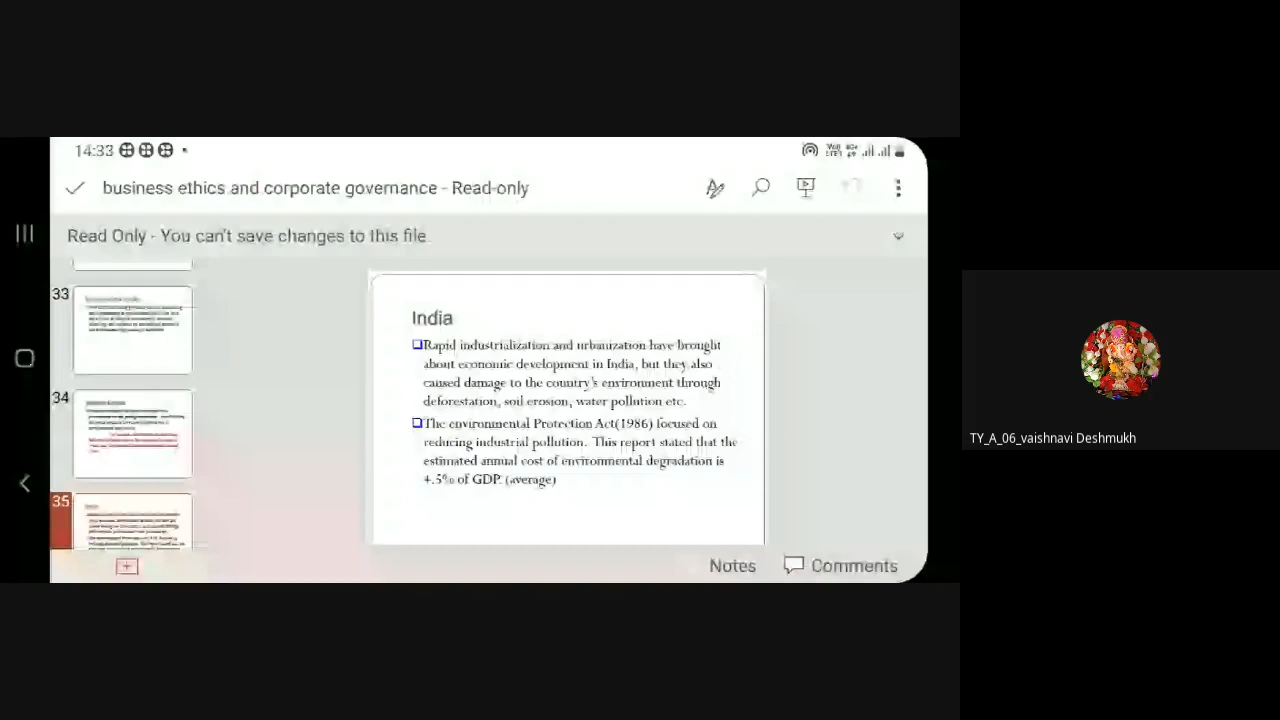 14:33
business ethics and corporate governance - Read-only
Read Only - You can't save changes to this file.
33
34
35
India
Rapid industrialization and urbanization have brought
about economic development in India, but they also
caused damage to the country's environment through
deforestation, soil erosion, water pollution etc.
The environmental Protection Act(1986) focused on
reducing industrial pollution. This report stated that the
estimated annual cost of environmental degradation is
4.5% of GDP. (average)
Notes
Comments
TY_A_06_vaishnavi Deshmukh